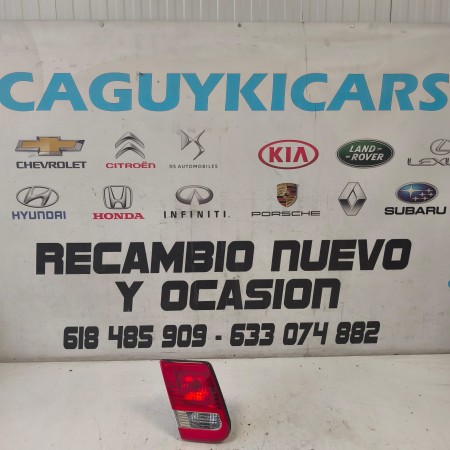 CAGUYKICARS
CHEVROLET CITROËN DS AUTOMOBILES KIA LAND-ROVER LEXU
HYUNDAI HONDA INFINITI PORSCHE SUBARU
RECAMBIO NUEVO
Y OCASION
618 485 909 - 633 074 882